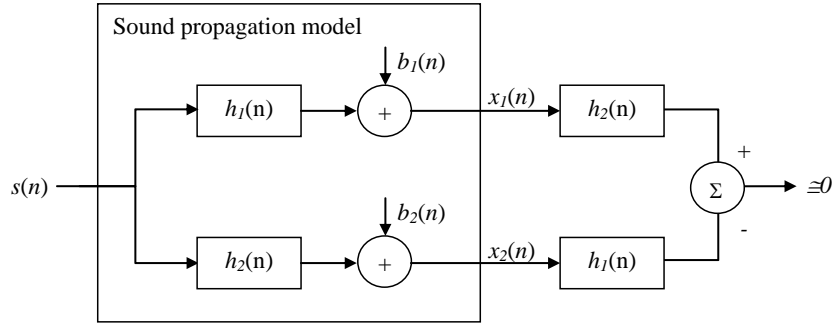 Sound propagation model
b₁(n)
h₁(n)
+
x₁(n)
h₂(n)
+
s(n)
Σ
≅0
-
b₂(n)
h₂(n)
+
x₂(n)
h₁(n)